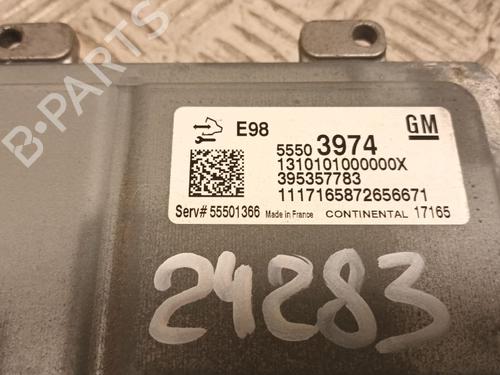 B-PARTS
E98
GM
5550 3974
1310101000000X
395357783
1117165872656671
Serv# 55501366 Made in France CONTINENTAL 17165
24283